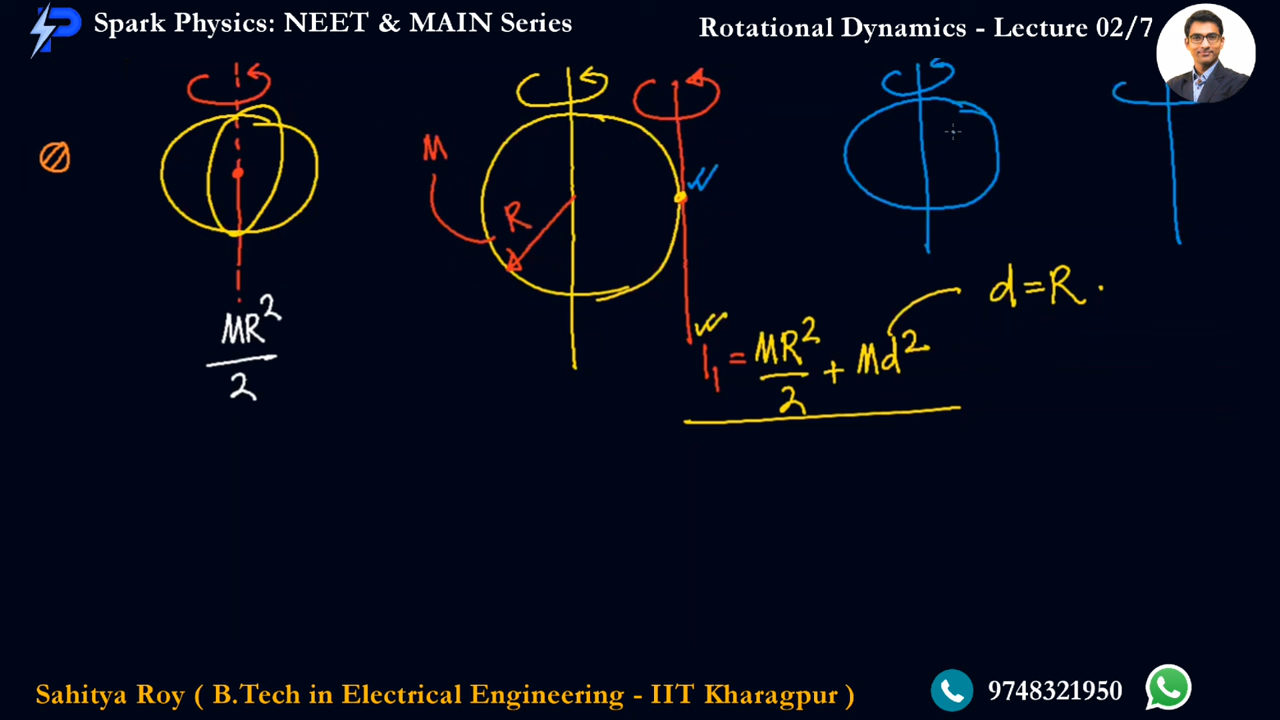 Spark Physics: NEET & MAIN Series
Rotational Dynamics - Lecture 02/7
M
R
d = R .
MR²/2
I₁ = MR²/2 + Md²
Sahitya Roy ( B.Tech in Electrical Engineering - IIT Kharagpur )
9748321950